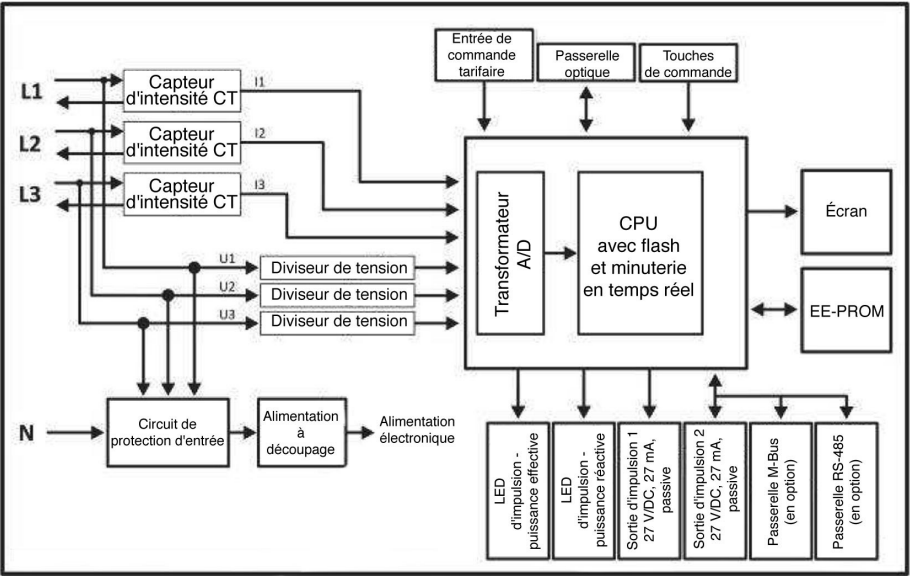 Entrée de
commande
tarifaire
Passerelle
optique
Touches
de commande
L1
Capteur
d'intensité CT
I1
L2
Capteur
d'intensité CT
I2
L3
Capteur
d'intensité CT
I3
Transformateur
A/D
CPU
avec flash
et minuterie
en temps réel
Écran
EE-PROM
U1
Diviseur de tension
U2
Diviseur de tension
U3
Diviseur de tension
N
Circuit de
protection d'entrée
Alimentation
à
découpage
Alimentation
électronique
LED
d'impulsion -
puissance effective
LED
d'impulsion -
puissance réactive
Sortie d'impulsion 1
27 V/DC, 27 mA,
passive
Sortie d'impulsion 2
27 V/DC, 27 mA,
passive
Passerelle M-Bus
(en option)
Passerelle RS-485
(en option)